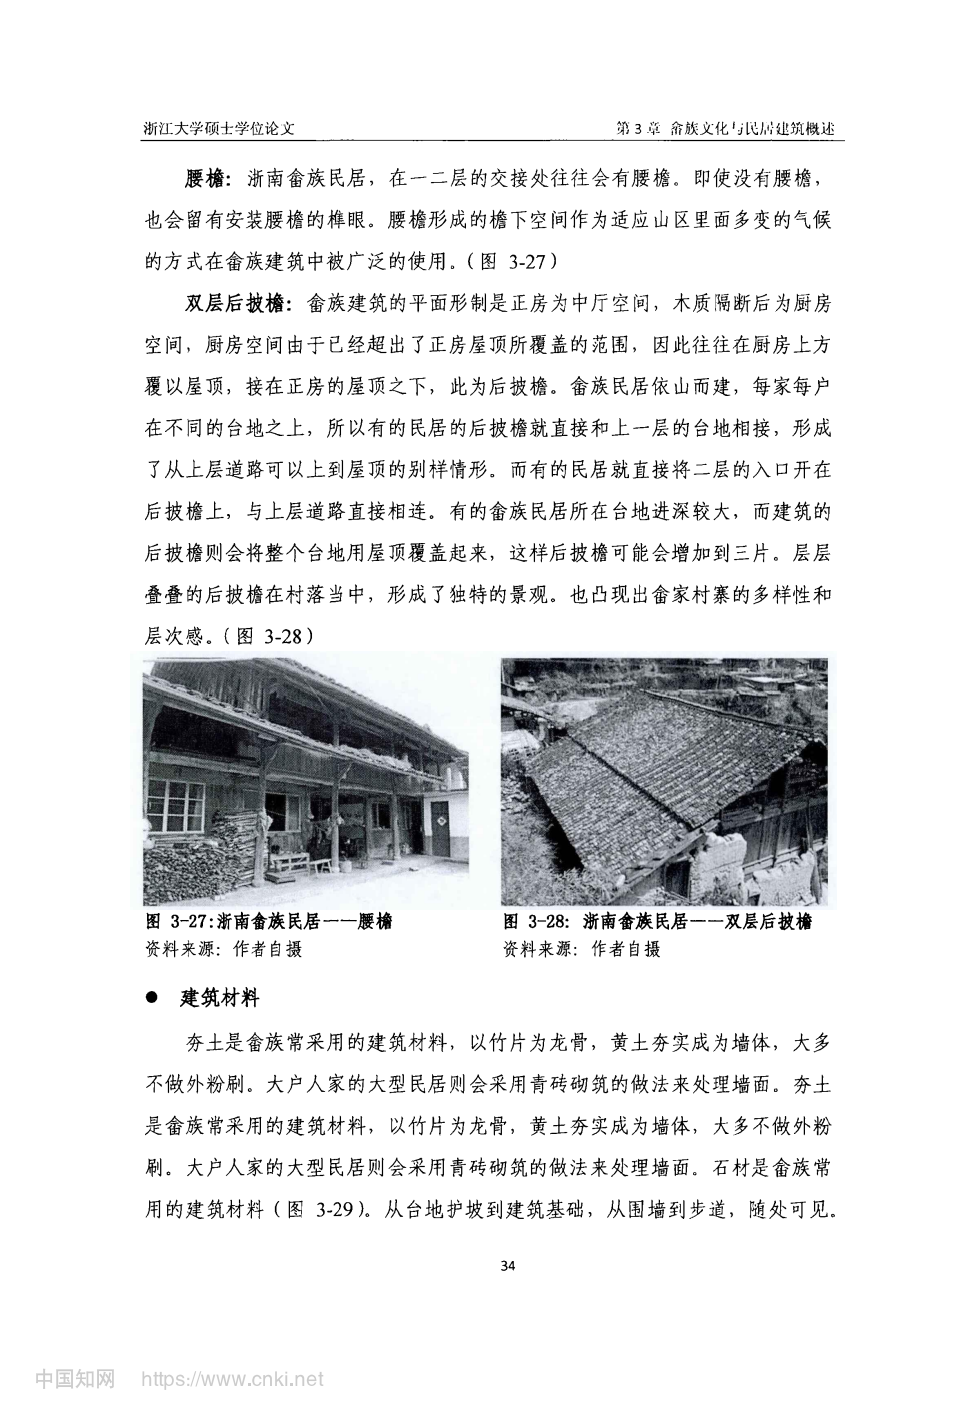 浙江大学硕士学位论文
第 3 章 畲族文化与民居建筑概述
腰檐：浙南畲族民居，在一二层的交接处往往会有腰檐。即使没有腰檐，
也会留有安装腰檐的榫眼。腰檐形成的檐下空间作为适应山区里面多变的气候
的方式在畲族建筑中被广泛的使用。（图 3-27）
双层后披檐：畲族建筑的平面形制是正房为中厅空间，木质隔断后为厨房
空间，厨房空间由于已经超出了正房屋顶所覆盖的范围，因此往往在厨房上方
覆以屋顶，接在正房的屋顶之下，此为后披檐。畲族民居依山而建，每家每户
在不同的台地之上，所以有的民居的后披檐就直接和上一层的台地相接，形成
了从上层道路可以上到屋顶的别样情形。而有的民居就直接将二层的入口开在
后披檐上，与上层道路直接相连。有的畲族民居所在台地进深较大，而建筑的
后披檐则会将整个台地用屋顶覆盖起来，这样后披檐可能会增加到三片。层层
叠叠的后披檐在村落当中，形成了独特的景观。也凸现出畲家村寨的多样性和
层次感。（图 3-28）
图 3-27:浙南畲族民居——腰檐
资料来源：作者自摄
图 3-28: 浙南畲族民居——双层后披檐
资料来源：作者自摄
● 建筑材料
夯土是畲族常采用的建筑材料，以竹片为龙骨，黄土夯实成为墙体，大多
不做外粉刷。大户人家的大型民居则会采用青砖砌筑的做法来处理墙面。夯土
是畲族常采用的建筑材料，以竹片为龙骨，黄土夯实成为墙体，大多不做外粉
刷。大户人家的大型民居则会采用青砖砌筑的做法来处理墙面。石材是畲族常
用的建筑材料（图 3-29）。从台地护坡到建筑基础，从围墙到步道，随处可见。
34
中国知网 https://www.cnki.net